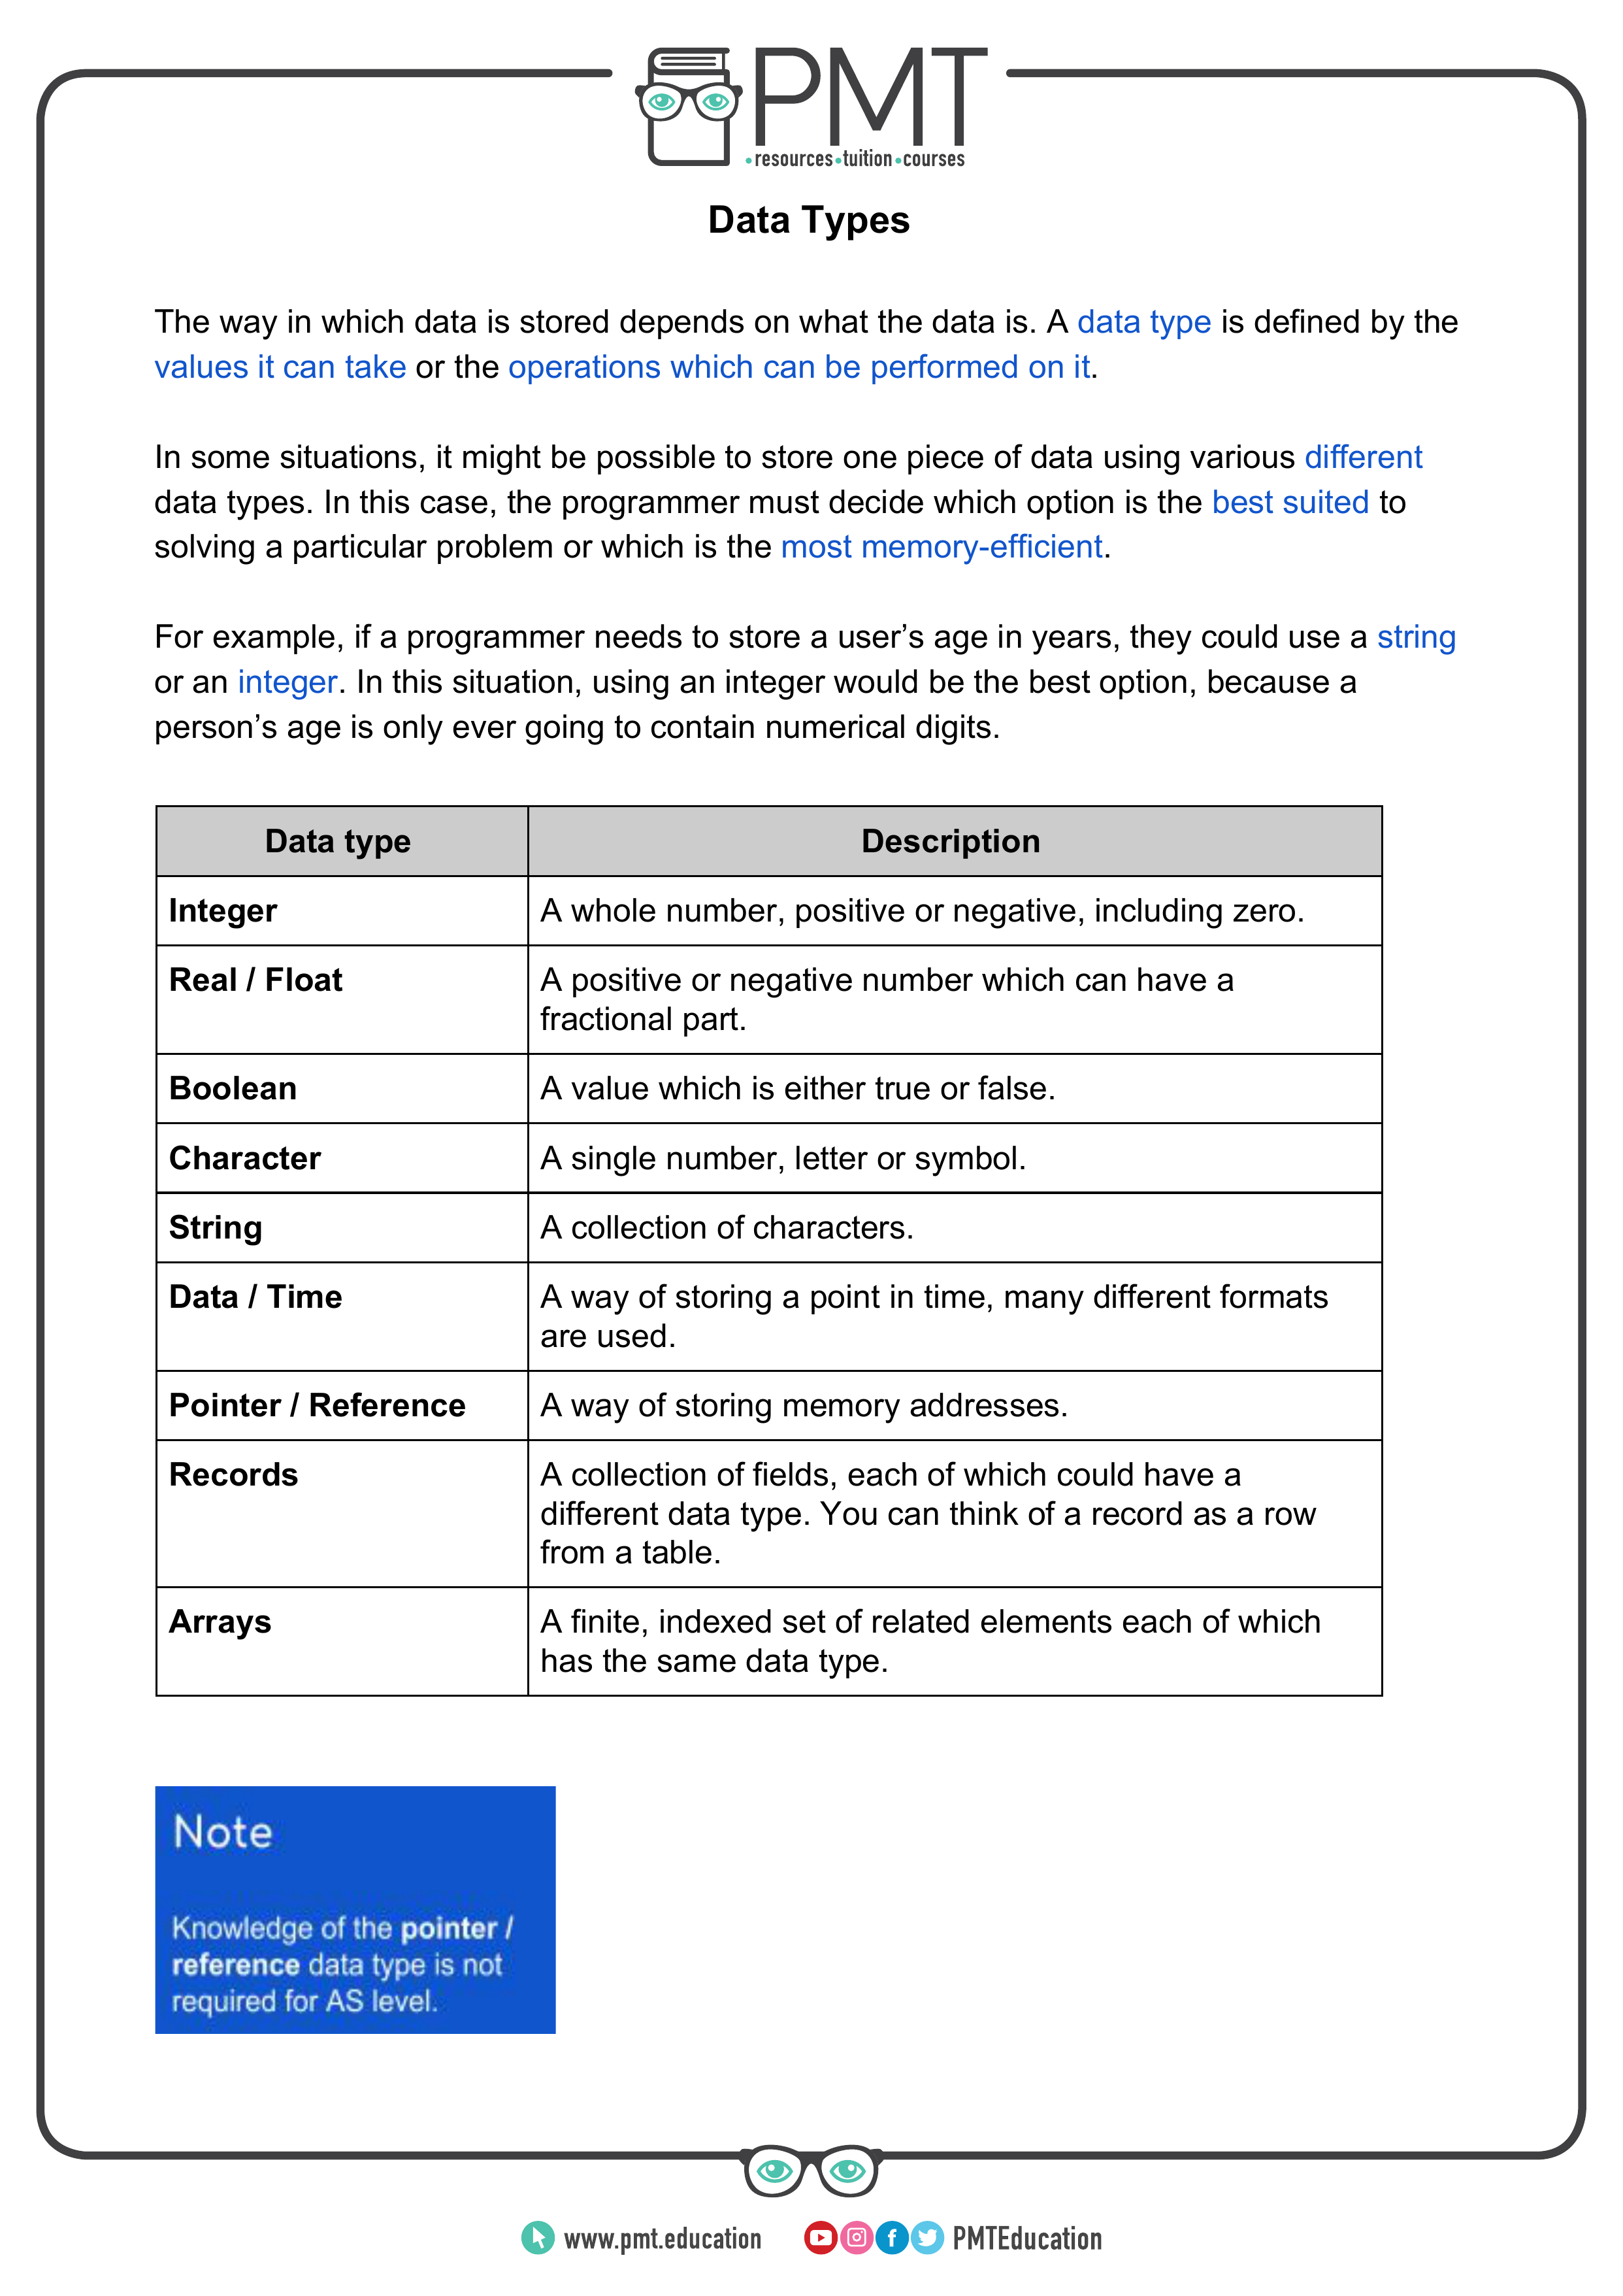 PMT
resources tuition courses
Data Types
The way in which data is stored depends on what the data is. A data type is defined by the
values it can take or the operations which can be performed on it.
In some situations, it might be possible to store one piece of data using various different
data types. In this case, the programmer must decide which option is the best suited to
solving a particular problem or which is the most memory-efficient.
For example, if a programmer needs to store a user’s age in years, they could use a string
or an integer. In this situation, using an integer would be the best option, because a
person’s age is only ever going to contain numerical digits.
Data type Description
Integer A whole number, positive or negative, including zero.
Real / Float A positive or negative number which can have a
fractional part.
Boolean A value which is either true or false.
Character A single number, letter or symbol.
String A collection of characters.
Data / Time A way of storing a point in time, many different formats
are used.
Pointer / Reference A way of storing memory addresses.
Records A collection of fields, each of which could have a
different data type. You can think of a record as a row
from a table.
Arrays A finite, indexed set of related elements each of which
has the same data type.
Note
Knowledge of the pointer /
reference data type is not
required for AS level.
www.pmt.education PMTEducation